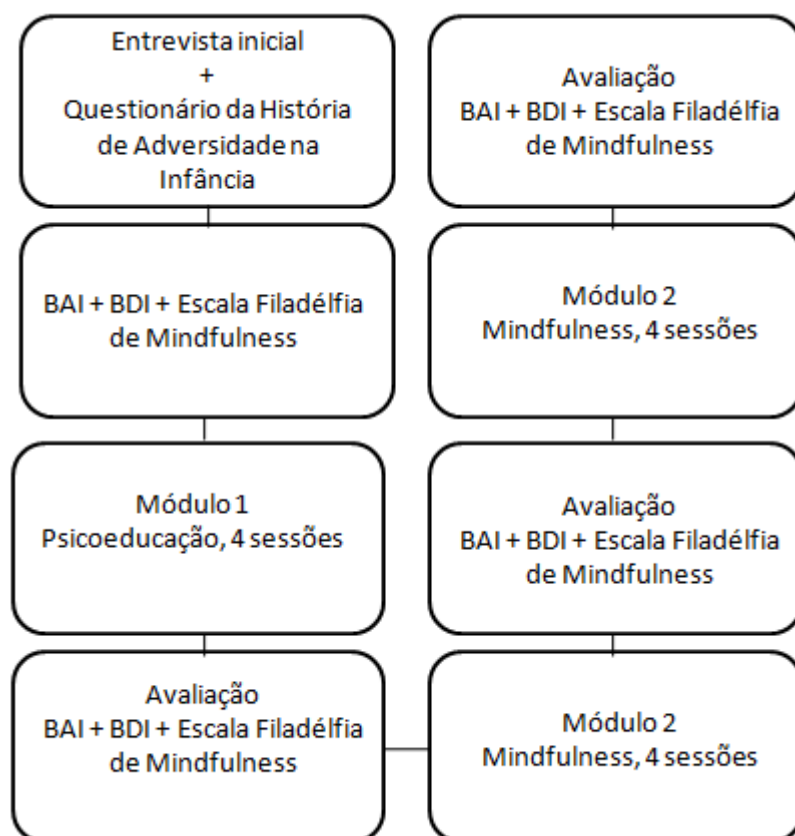 Entrevista inicial
+
Questionário da História
de Adversidade na
Infância
BAI + BDI + Escala Filadélfia
de Mindfulness
Módulo 1
Psicoeducação, 4 sessões
Avaliação
BAI + BDI + Escala Filadélfia
de Mindfulness
Avaliação
BAI + BDI + Escala Filadélfia
de Mindfulness
Módulo 2
Mindfulness, 4 sessões
Avaliação
BAI + BDI + Escala Filadélfia
de Mindfulness
Módulo 2
Mindfulness, 4 sessões